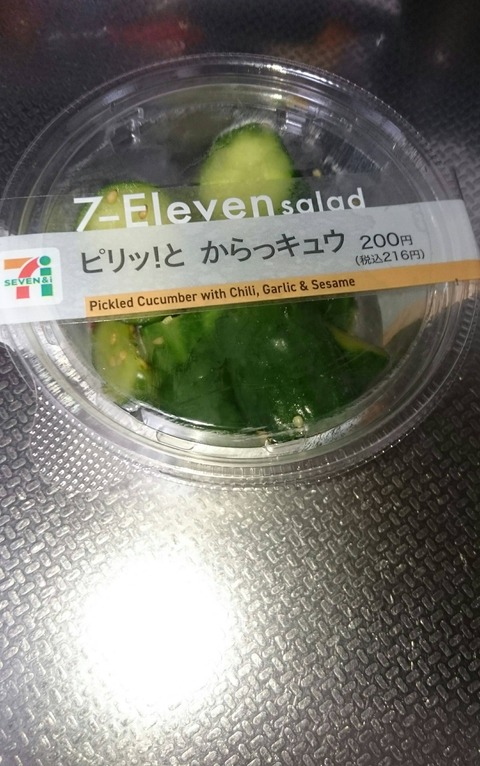 7-Eleven salad
ピリッ!と からっキュウ 200円
(税込216円)
7i
SEVEN&i
Pickled Cucumber with Chili, Garlic & Sesame